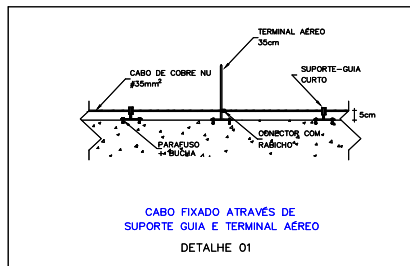 TERMINAL AÉREO
35cm
CABO DE COBRE NU
#35mm²
SUPORTE-GUIA
CURTO
5cm
PARAFUSO
+ BUCHA
CONECTOR COM
RABICHO
CABO FIXADO ATRAVÉS DE
SUPORTE GUIA E TERMINAL AÉREO
DETALHE 01